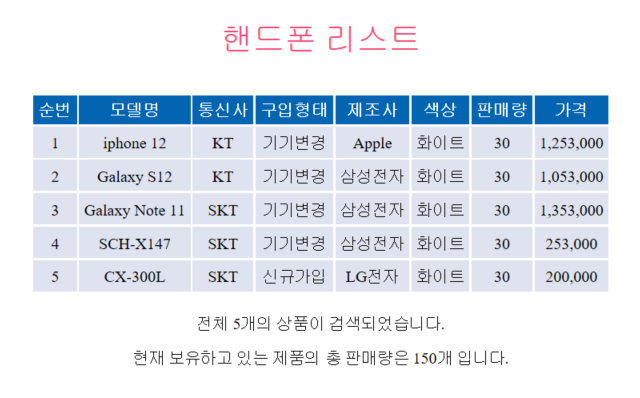 핸드폰 리스트
순번 모델명 통신사 구입형태 제조사 색상 판매량 가격
1 iphone 12 KT 기기변경 Apple 화이트 30 1,253,000
2 Galaxy S12 KT 기기변경 삼성전자 화이트 30 1,053,000
3 Galaxy Note 11 SKT 기기변경 삼성전자 화이트 30 1,353,000
4 SCH-X147 SKT 기기변경 삼성전자 화이트 30 253,000
5 CX-300L SKT 신규가입 LG전자 화이트 30 200,000
전체 5개의 상품이 검색되었습니다.
현재 보유하고 있는 제품의 총 판매량은 150개 입니다.